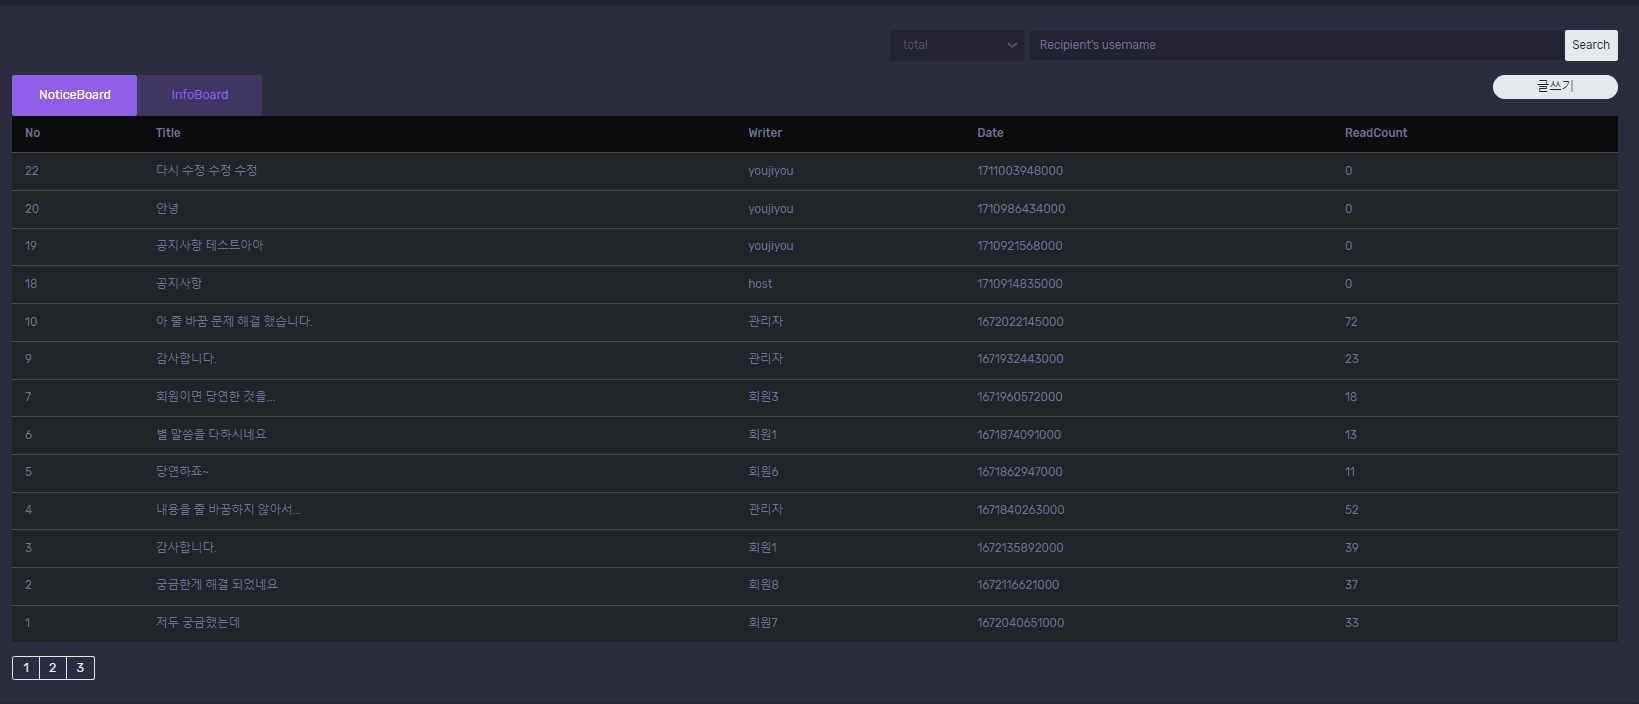 total Recipient's username Search
NoticeBoard InfoBoard 글쓰기
No Title Writer Date ReadCount
22 다시 수정 수정 수정 youjiyou 1711003948000 0
20 안녕 youjiyou 1710986434000 0
19 공지사항 테스트아아 youjiyou 1710921568000 0
18 공지사항 host 1710914835000 0
10 아 줄 바꿈 문제 해결 했습니다. 관리자 1672022145000 72
9 감사합니다. 관리자 1671932443000 23
7 회원이면 당연한 것을... 회원3 1671960572000 18
6 별 말씀을 다하시네요 회원1 1671874091000 13
5 당연하죠~ 회원6 1671862947000 11
4 내용을 줄 바꿈하지 않아서... 관리자 1671840263000 52
3 감사합니다. 회원1 1672135892000 39
2 궁금한게 해결 되었네요 회원8 1672116621000 37
1 저두 궁금했는데 회원7 1672040651000 33
1 2 3